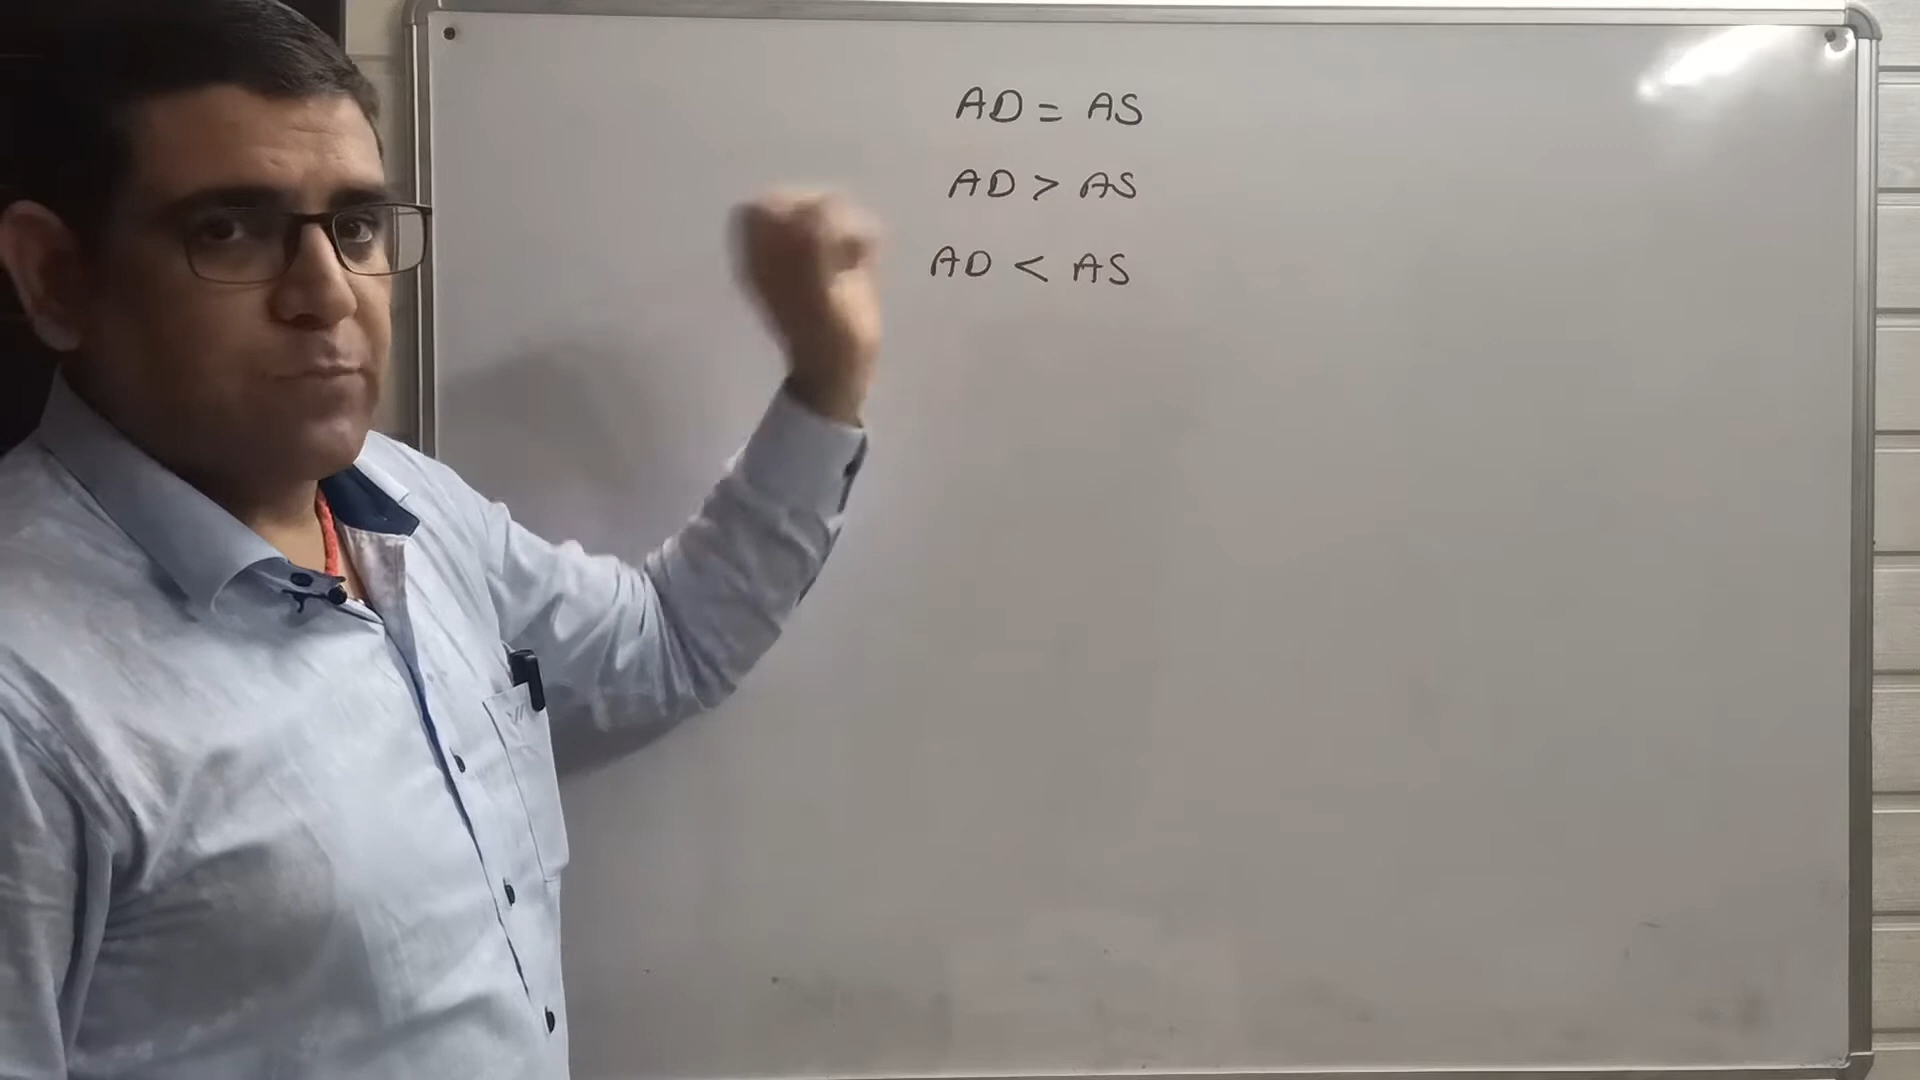 AD = AS
AD > AS
AD < AS